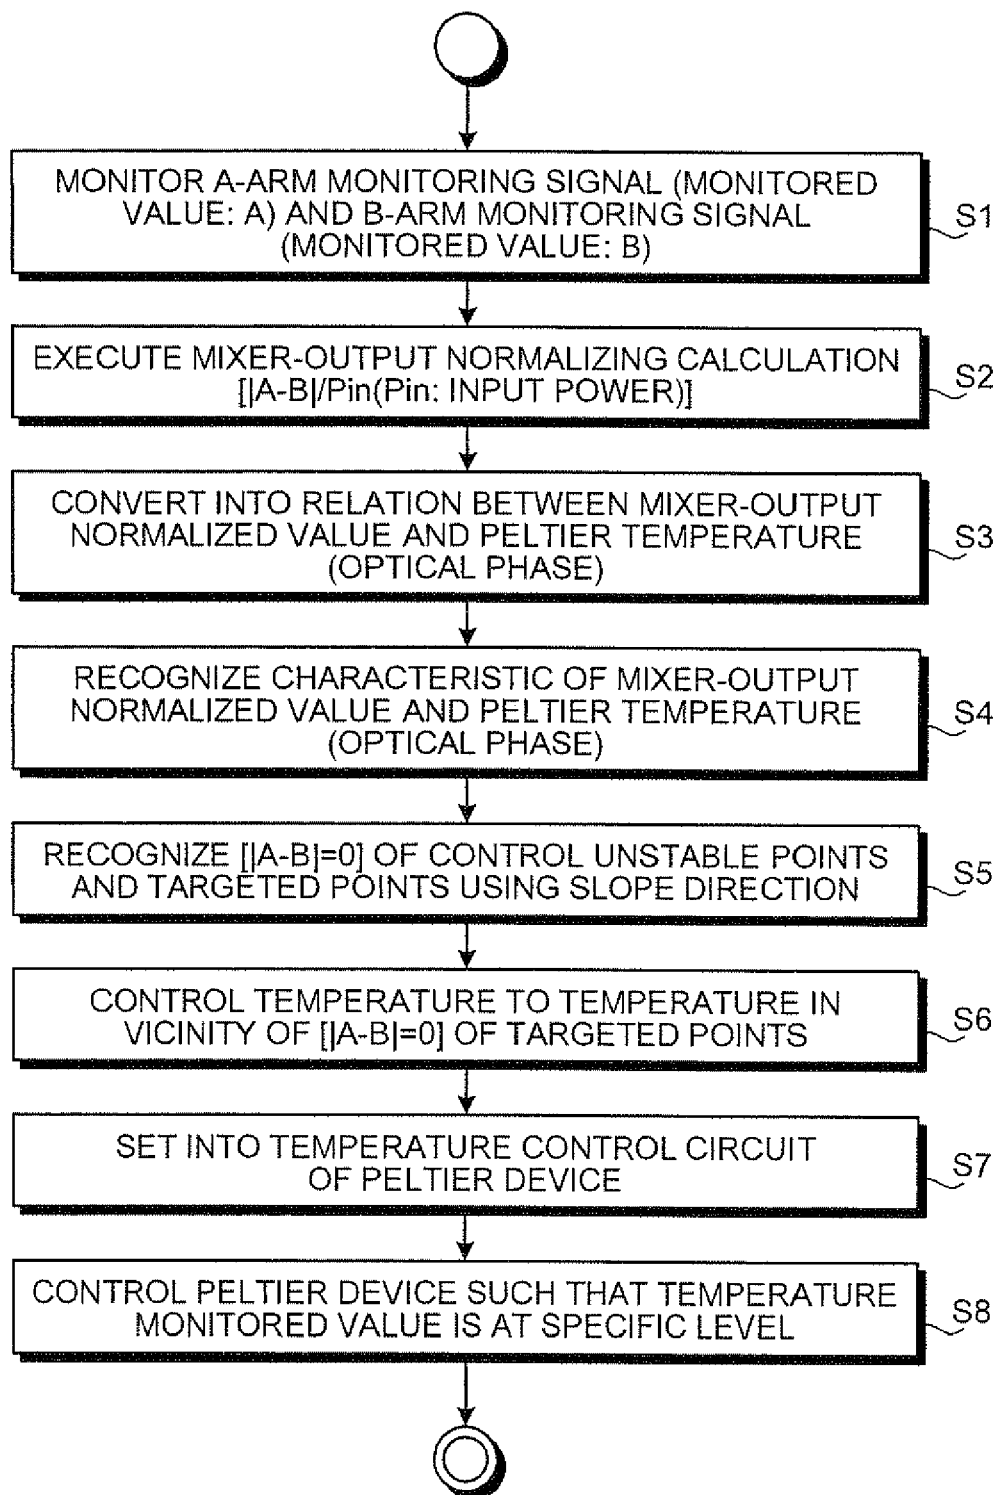 MONITOR A-ARM MONITORING SIGNAL (MONITORED
VALUE: A) AND B-ARM MONITORING SIGNAL
(MONITORED VALUE: B)
S1
EXECUTE MIXER-OUTPUT NORMALIZING CALCULATION
[|A-B|/Pin(Pin: INPUT POWER)]
S2
CONVERT INTO RELATION BETWEEN MIXER-OUTPUT
NORMALIZED VALUE AND PELTIER TEMPERATURE
(OPTICAL PHASE)
S3
RECOGNIZE CHARACTERISTIC OF MIXER-OUTPUT
NORMALIZED VALUE AND PELTIER TEMPERATURE
(OPTICAL PHASE)
S4
RECOGNIZE [|A-B|=0] OF CONTROL UNSTABLE POINTS
AND TARGETED POINTS USING SLOPE DIRECTION
S5
CONTROL TEMPERATURE TO TEMPERATURE IN
VICINITY OF [|A-B|=0] OF TARGETED POINTS
S6
SET INTO TEMPERATURE CONTROL CIRCUIT
OF PELTIER DEVICE
S7
CONTROL PELTIER DEVICE SUCH THAT TEMPERATURE
MONITORED VALUE IS AT SPECIFIC LEVEL
S8